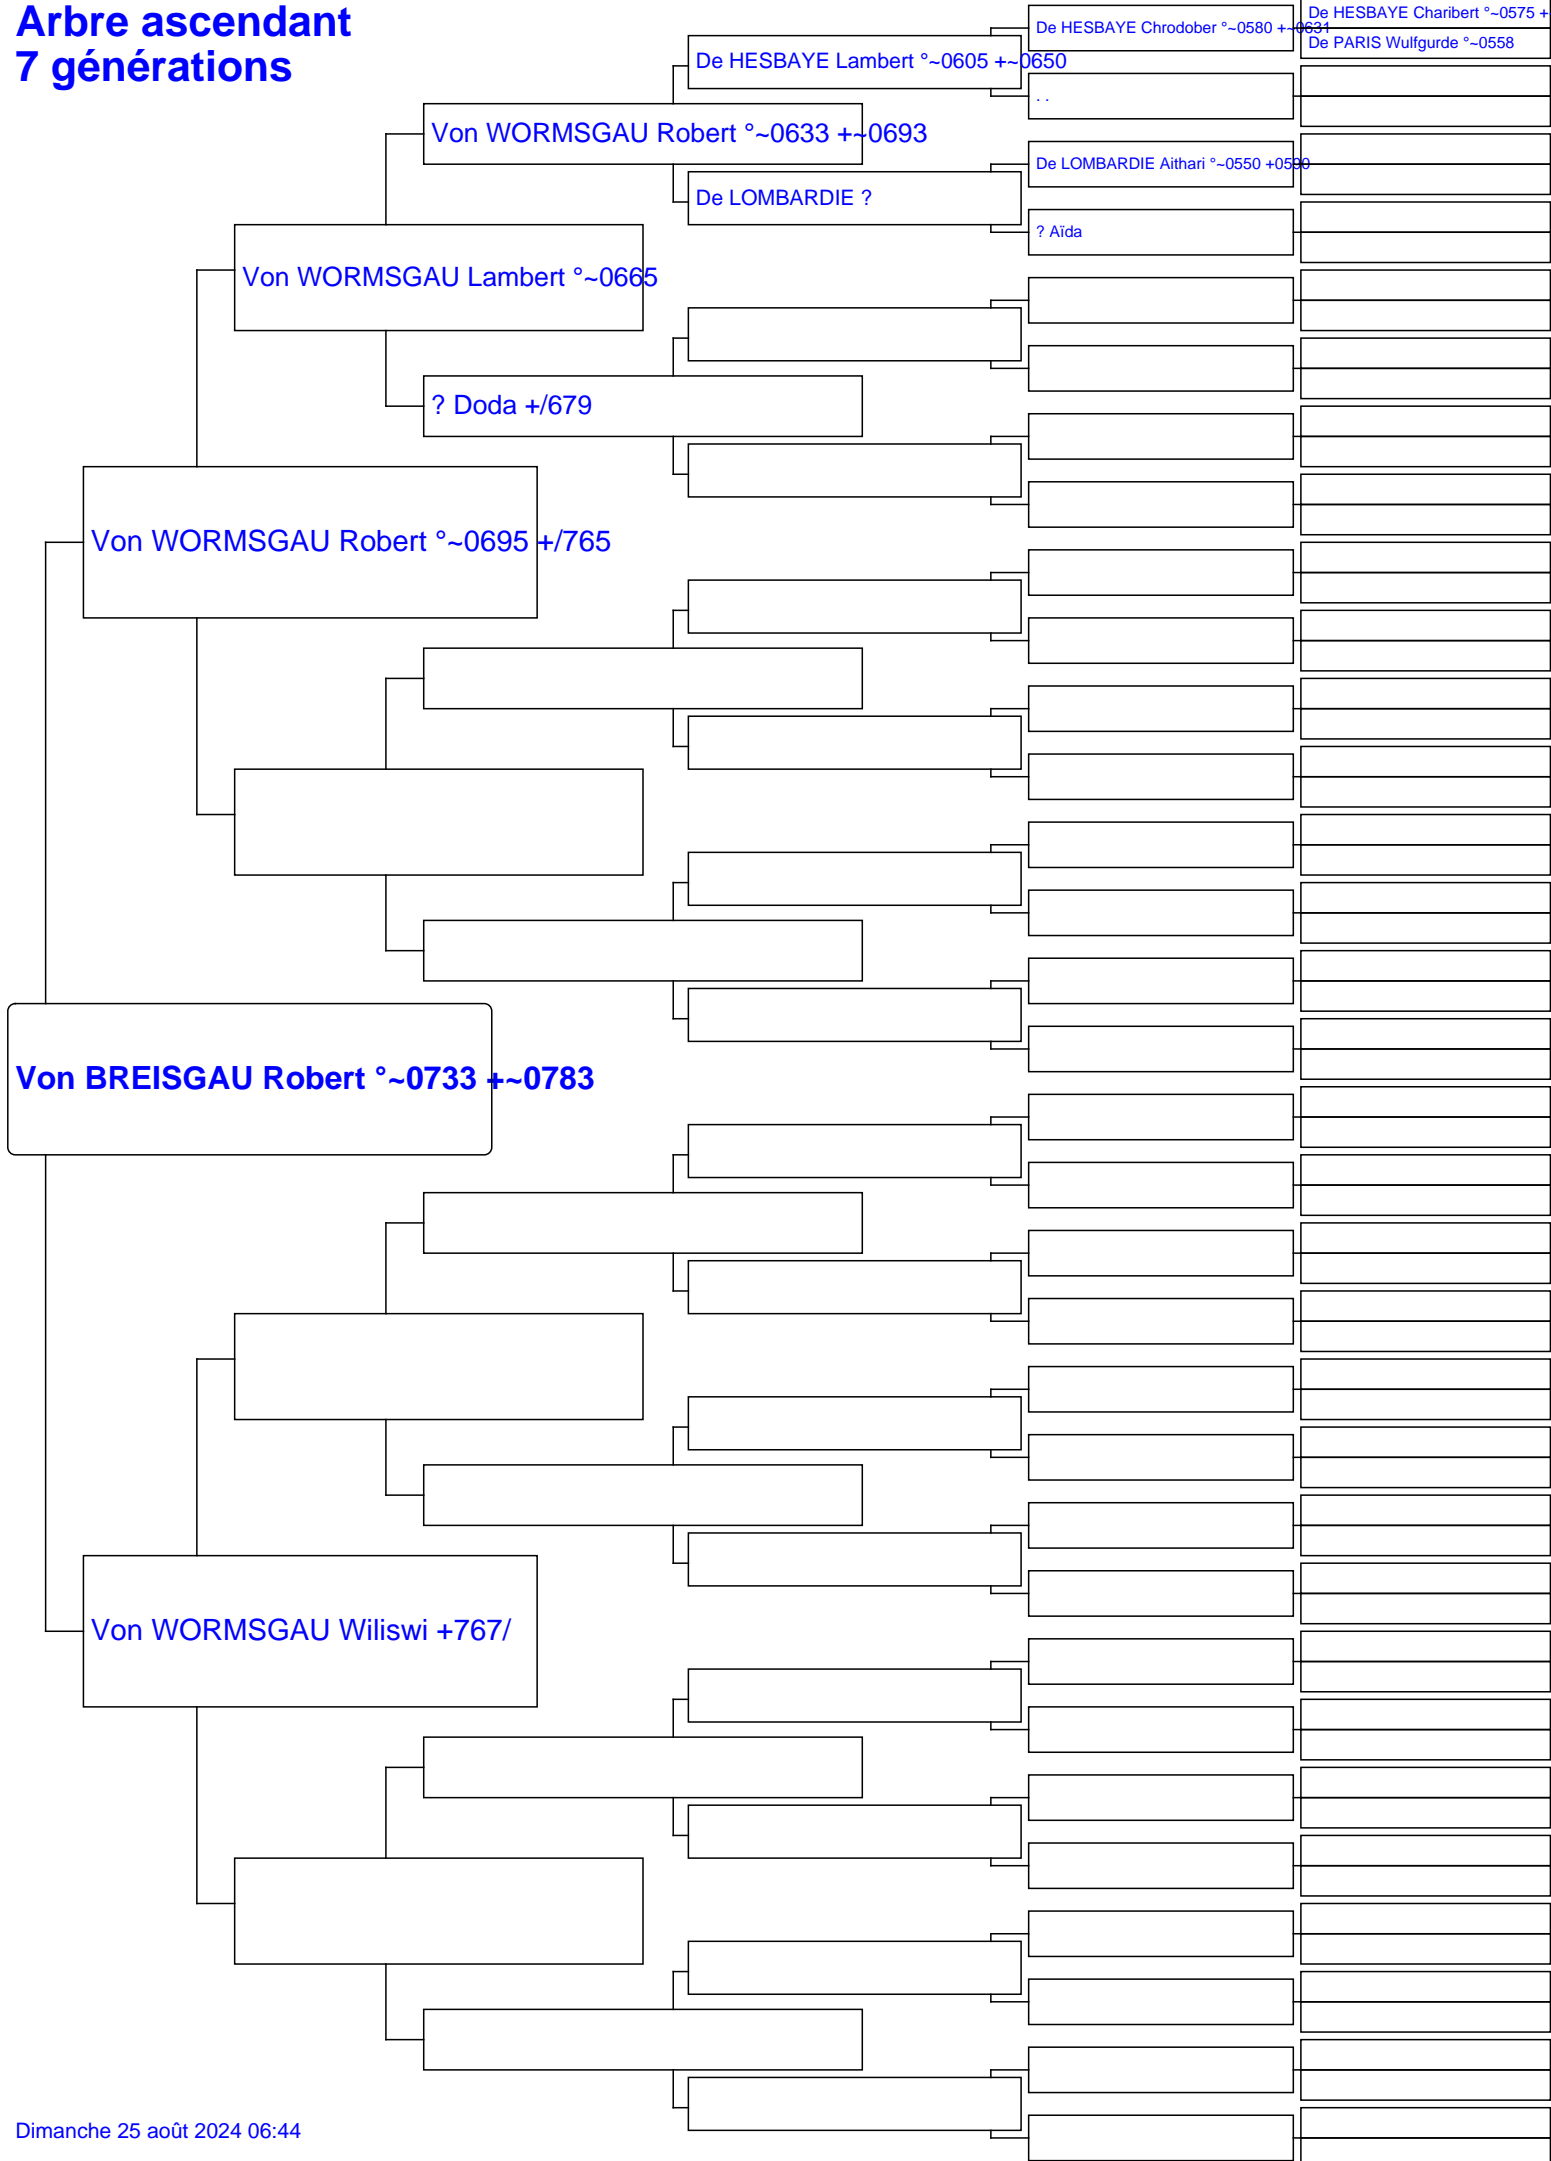 Arbre ascendant
7 générations
De HESBAYE Charibert °~0575 +
De HESBAYE Chrodober °~0580 +~0631
De PARIS Wulfgurde °~0558
De HESBAYE Lambert °~0605 +~0650
. .
Von WORMSGAU Robert °~0633 +~0693
De LOMBARDIE Aithari °~0550 +0590
De LOMBARDIE ?
? Aïda
Von WORMSGAU Lambert °~0665
? Doda +/679
Von WORMSGAU Robert °~0695 +/765
Von BREISGAU Robert °~0733 +~0783
Von WORMSGAU Wiliswi +767/
Dimanche 25 août 2024 06:44